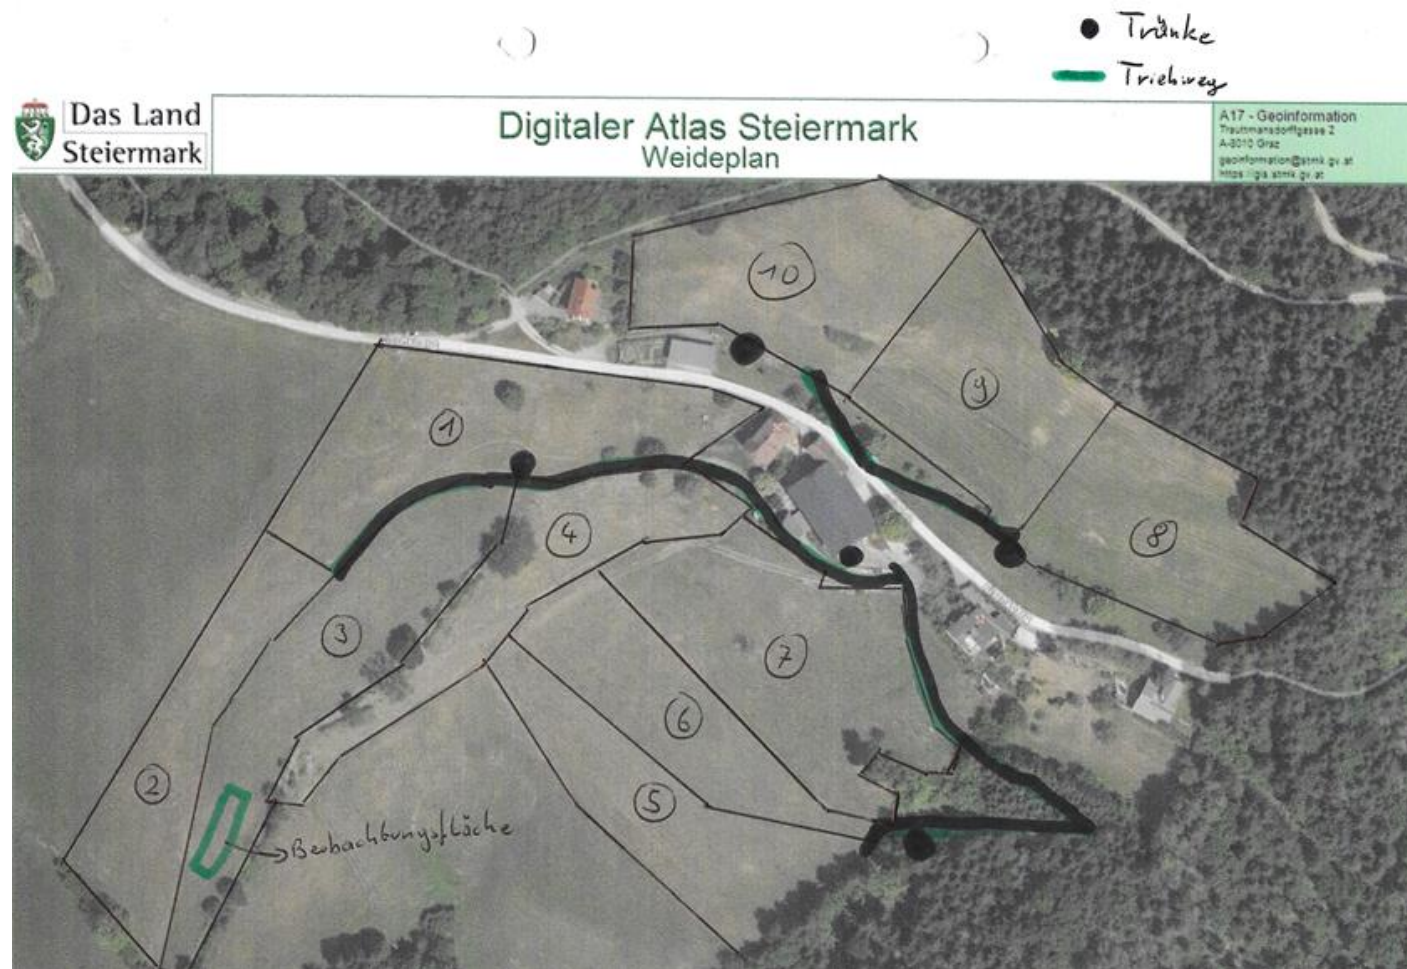 Tränke
Triebweg
Das Land
Steiermark
Digitaler Atlas Steiermark
Weideplan
A17 - Geoinformation
Trauttmansdorffgasse 2
A-8010 Graz
geoinformation@stmk.gv.at
https://gis.stmk.gv.at
10
9
1
8
4
3
7
6
2
5
Beobachtungsfläche